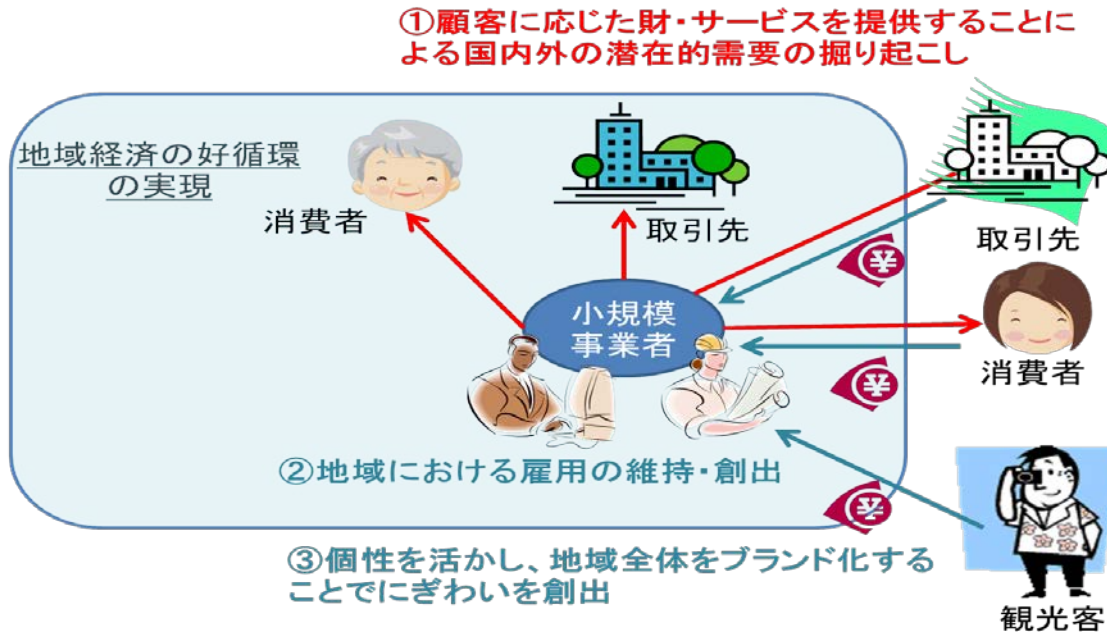 ①顧客に応じた財・サービスを提供することに
よる国内外の潜在的需要の掘り起こし
地域経済の好循環
の実現
消費者
取引先
取引先
小規模
事業者
消費者
②地域における雇用の維持・創出
③個性を活かし、地域全体をブランド化する
ことでにぎわいを創出
観光客